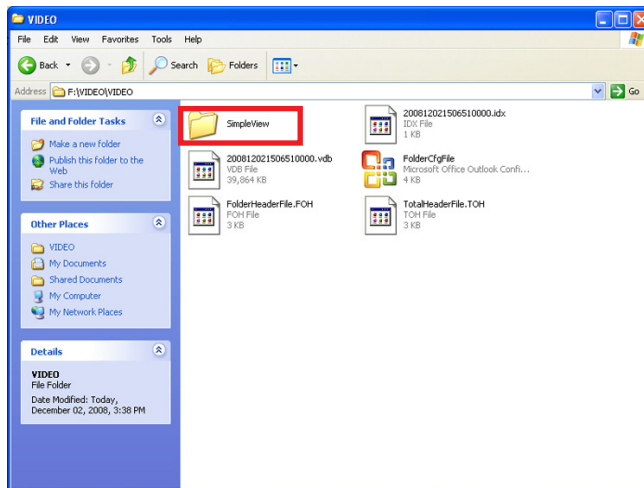 VIDEO
File Edit View Favorites Tools Help
Back Search Folders
Address F:\VIDEO\VIDEO Go
File and Folder Tasks
Make a new folder
Publish this folder to the
Web
Share this folder
Other Places
VIDEO
My Documents
Shared Documents
My Computer
My Network Places
Details
VIDEO
File Folder
Date Modified: Today,
December 02, 2008, 3:38 PM
SimpleView
200812021506510000.idx
IDX File
1 KB
200812021506510000.vdb
VDB File
39,864 KB
FolderCfgFile
Microsoft Office Outlook Confi...
4 KB
FolderHeaderFile.FOH
FOH File
3 KB
TotalHeaderFile.TOH
TOH File
3 KB